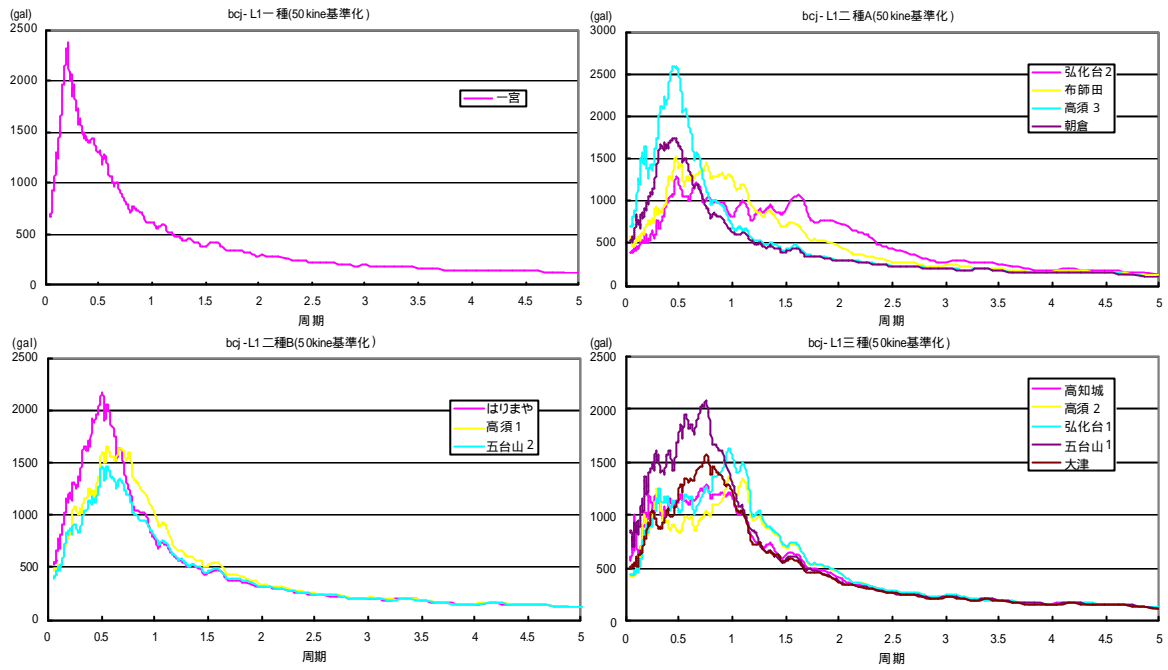 (gal)
bcj-L1一種(50kine基準化)
2500
2000
1500
1000
500
0
一宮
0 0.5 1 1.5 2 2.5 3 3.5 4 4.5 5
周期
(gal)
bcj-L1二種A(50kine基準化)
3000
2500
2000
1500
1000
500
0
弘化台2
布師田
高須3
朝倉
0 0.5 1 1.5 2 2.5 3 3.5 4 4.5 5
周期
(gal)
bcj-L1二種B(50kine基準化)
2500
2000
1500
1000
500
0
はりまや
高須1
五台山2
0 0.5 1 1.5 2 2.5 3 3.5 4 4.5 5
周期
(gal)
bcj-L1三種(50kine基準化)
2500
2000
1500
1000
500
0
高知城
高須2
弘化台1
五台山1
大津
0 0.5 1 1.5 2 2.5 3 3.5 4 4.5 5
周期